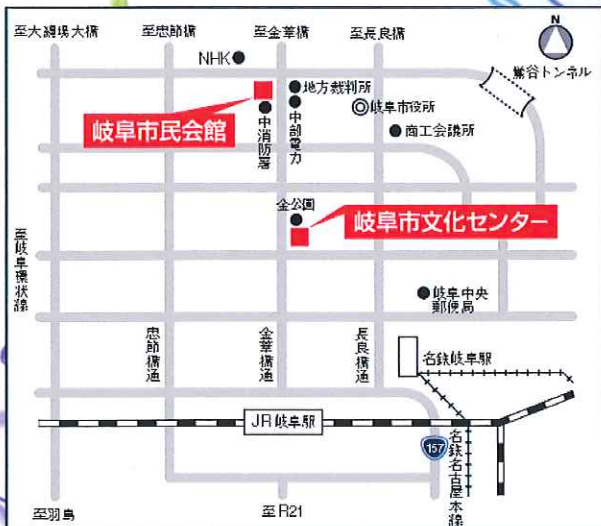 至大縄場大橋
至忠節橋
至金華橋
至長良橋
N
NHK
鶯谷トンネル
地方裁判所
岐阜市役所
岐阜市民会館
中消防署
中部電力
商工会議所
金公園
岐阜市文化センター
至岐阜環状線
岐阜中央
郵便局
忠節橋通
金華橋通
長良橋通
名鉄岐阜駅
JR岐阜駅
157
名鉄名古屋本線
至羽島
至R21